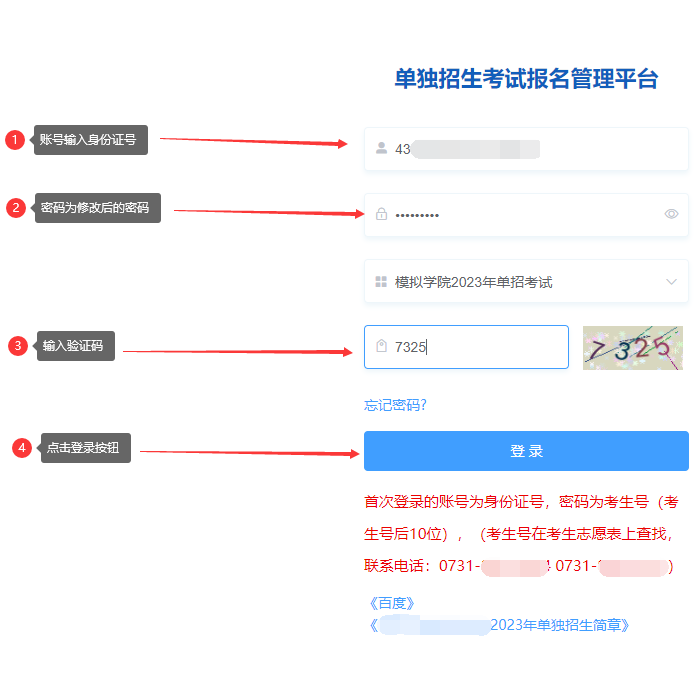 单独招生考试报名管理平台
1 账号输入身份证号
43
2 密码为修改后的密码
•••••••••
模拟学院2023年单招考试
3 输入验证码
7325
7325
忘记密码?
4 点击登录按钮
登录
首次登录的账号为身份证号，密码为考生号（考
生号后10位），（考生号在考生志愿表上查找，
联系电话：0731- 0731- ）
《百度》
《 2023年单独招生简章》